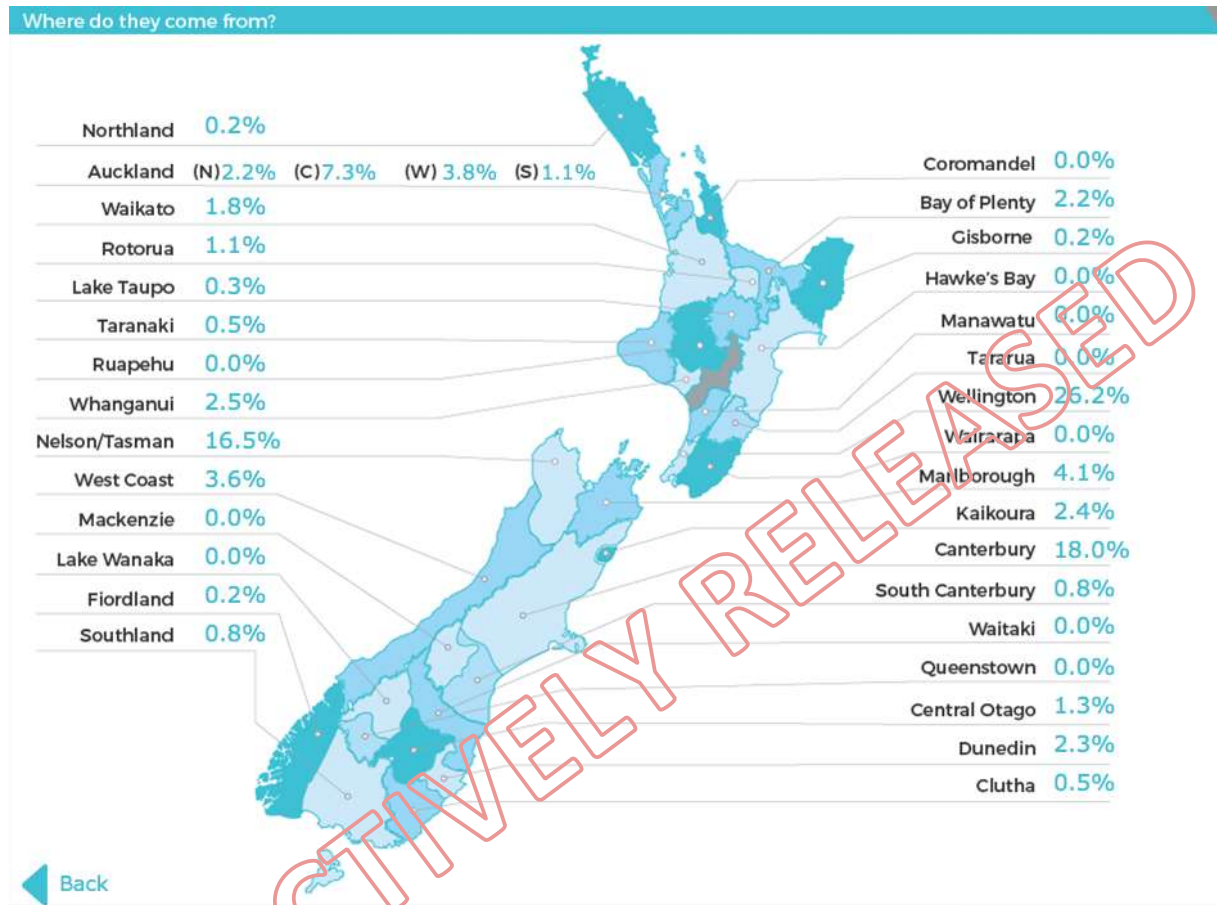 Where do they come from?
Northland 0.2%
Auckland (N)2.2% (C)7.3% (W) 3.8% (S)1.1%
Waikato 1.8%
Rotorua 1.1%
Lake Taupo 0.3%
Taranaki 0.5%
Ruapehu 0.0%
Whanganui 2.5%
Nelson/Tasman 16.5%
West Coast 3.6%
Mackenzie 0.0%
Lake Wanaka 0.0%
Fiordland 0.2%
Southland 0.8%
Coromandel 0.0%
Bay of Plenty 2.2%
Gisborne 0.2%
Hawke's Bay 0.0%
Manawatu 0.0%
Tararua 0.0%
Wellington 26.2%
Wairarapa 0.0%
Marlborough 4.1%
Kaikoura 2.4%
Canterbury 18.0%
South Canterbury 0.8%
Waitaki 0.0%
Queenstown 0.0%
Central Otago 1.3%
Dunedin 2.3%
Clutha 0.5%
Back
CTIVELY RELEASED